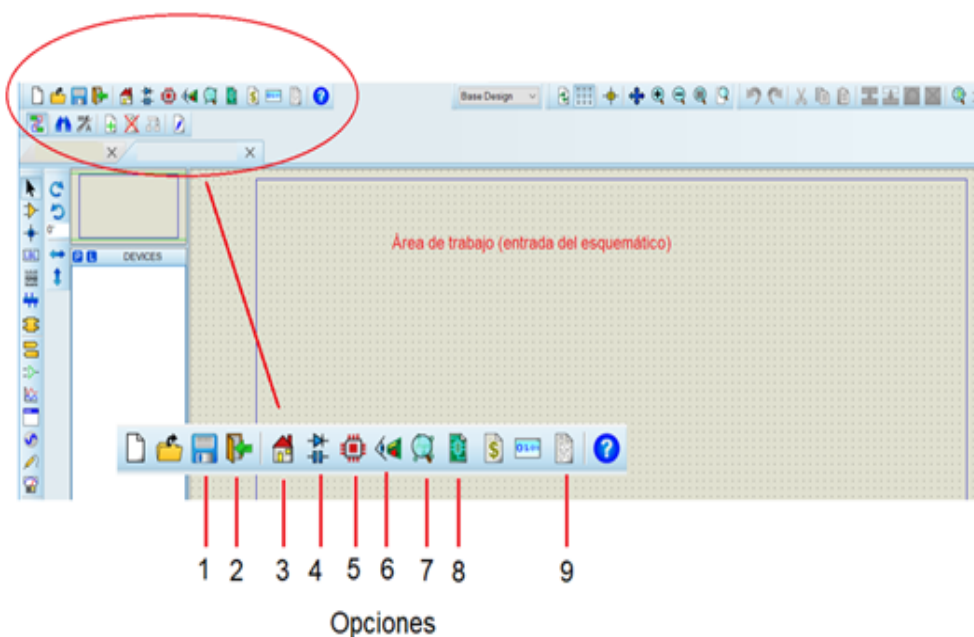 Base Design
0°
P L DEVICES
Área de trabajo (entrada del esquemático)
$
?
1 2 3 4 5 6 7 8 9
Opciones